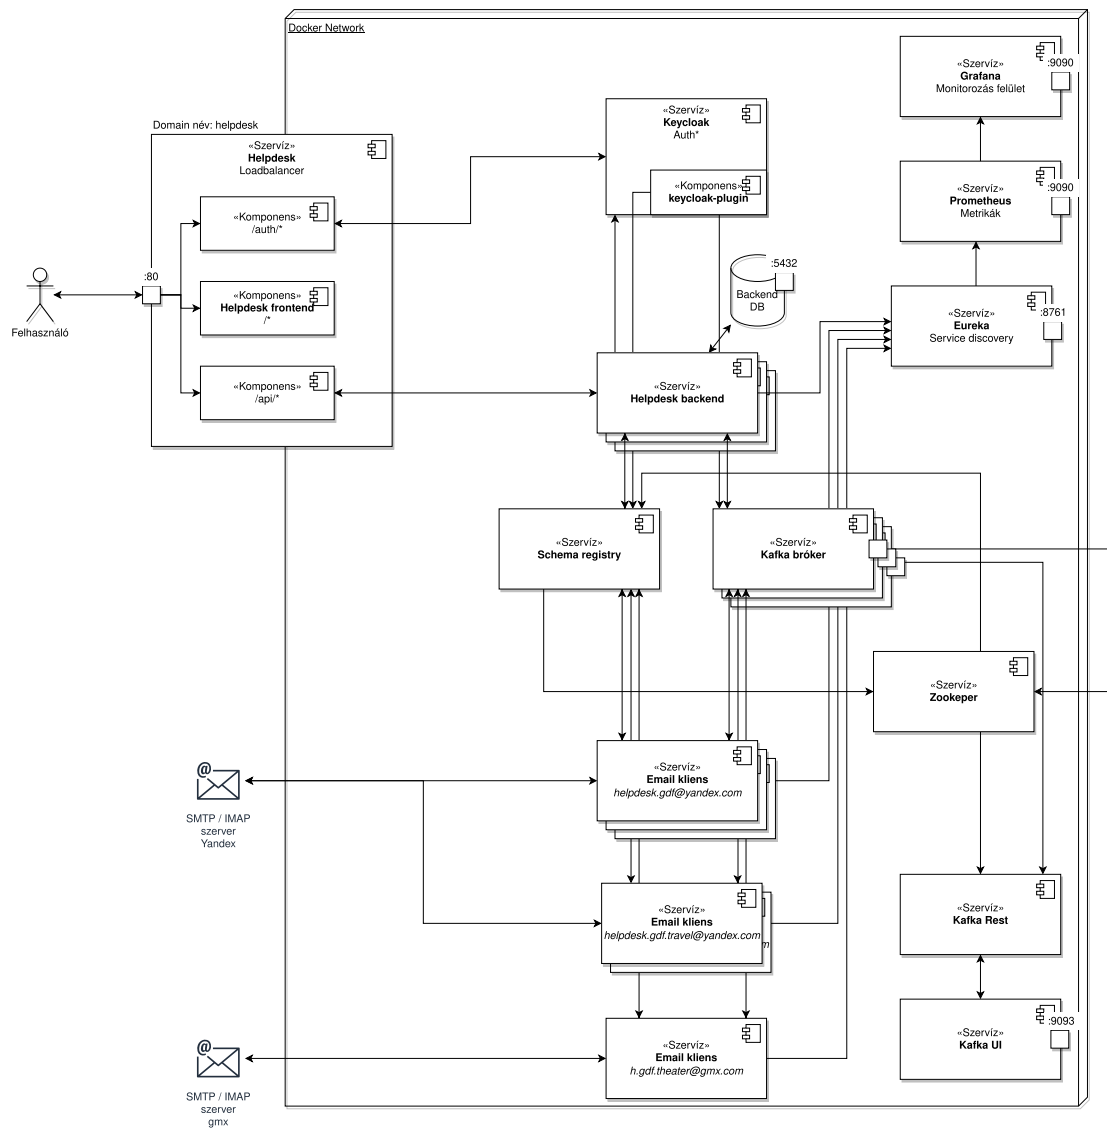 Docker Network
«Szervíz»
Grafana
Monitorozás felület
:9090
Domain név: helpdesk
«Szervíz»
Helpdesk
Loadbalancer
«Szervíz»
Keycloak
Auth*
«Komponens»
keycloak-plugin
«Szervíz»
Prometheus
Metrikák
:9090
«Komponens»
/auth/*
:80
Felhasználó
«Komponens»
Helpdesk frontend
/*
:5432
Backend
DB
«Szervíz»
Eureka
Service discovery
:8761
«Komponens»
/api/*
«Szervíz»
Helpdesk backend
«Szervíz»
Schema registry
«Szervíz»
Kafka bróker
«Szervíz»
Zookeper
«Szervíz»
Email kliens
helpdesk.gdf@yandex.com
SMTP / IMAP
szerver
Yandex
«Szervíz»
Email kliens
helpdesk.gdf.travel@yandex.com
m
«Szervíz»
Kafka Rest
«Szervíz»
Kafka UI
:9093
«Szervíz»
Email kliens
h.gdf.theater@gmx.com
SMTP / IMAP
szerver
gmx